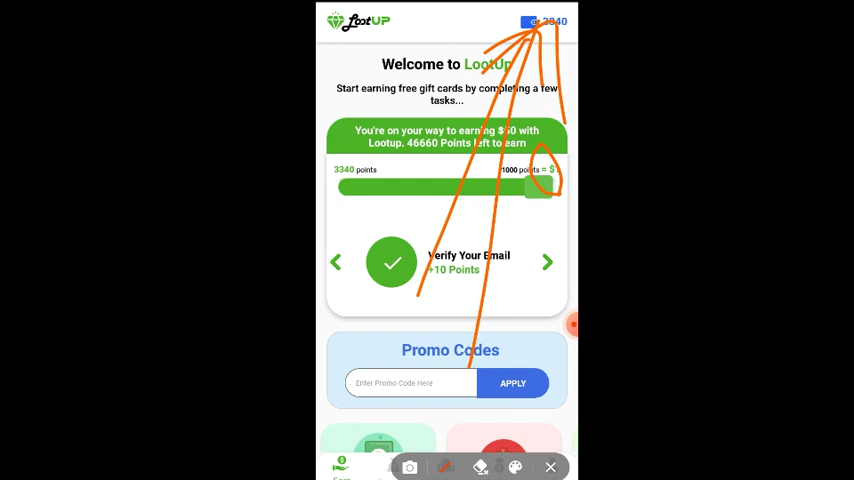 LootUP
3340
Welcome to LootUp
Start earning free gift cards by completing a few
tasks...
You're on your way to earning $50 with
Lootup. 46660 Points left to earn
3340 points
1000 points = $1
Verify Your Email
+10 Points
Promo Codes
Enter Promo Code Here
APPLY